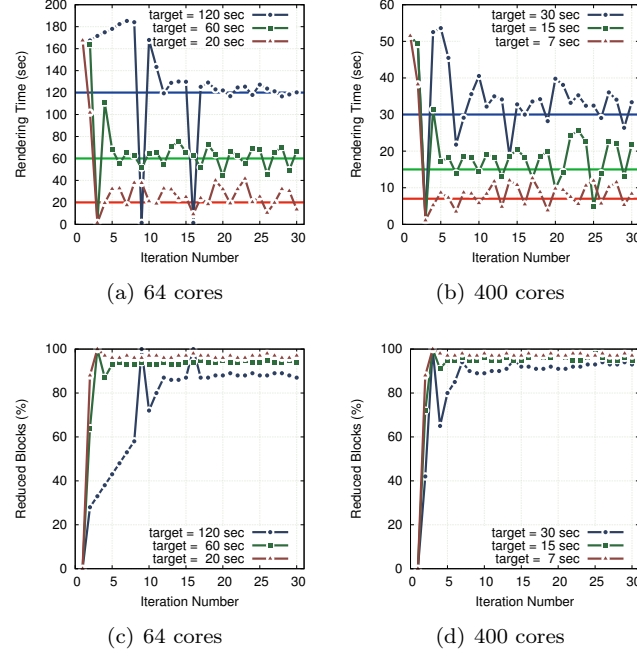 200
180
160
140
120
100
80
60
40
20
0
0 5 10 15 20 25 30
Rendering Time (sec)
Iteration Number
target = 120 sec
target = 60 sec
target = 20 sec
(a) 64 cores
60
50
40
30
20
10
0
0 5 10 15 20 25 30
Rendering Time (sec)
Iteration Number
target = 30 sec
target = 15 sec
target = 7 sec
(b) 400 cores
100
80
60
40
20
0
0 5 10 15 20 25 30
Reduced Blocks (%)
Iteration Number
target = 120 sec
target = 60 sec
target = 20 sec
(c) 64 cores
100
80
60
40
20
0
0 5 10 15 20 25 30
Reduced Blocks (%)
Iteration Number
target = 30 sec
target = 15 sec
target = 7 sec
(d) 400 cores